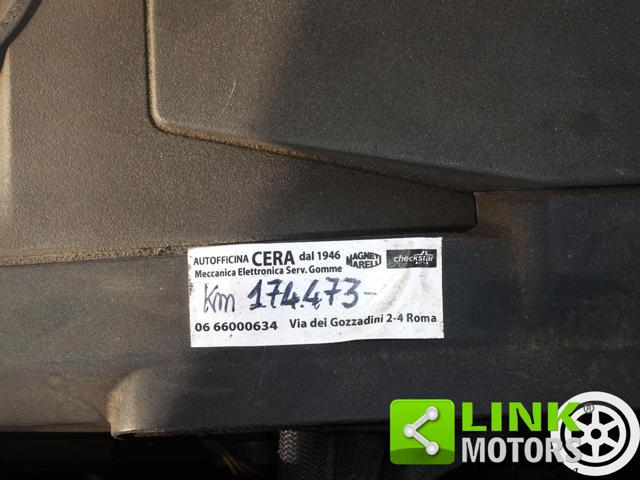 AUTOFFICINA CERA dal 1946
MAGNETI MARELLI
checkstar
Meccanica Elettronica Serv. Gomme
Km 174.473-
06 66000634 Via dei Gozzadini 2-4 Roma
LINK
MOTORS
®